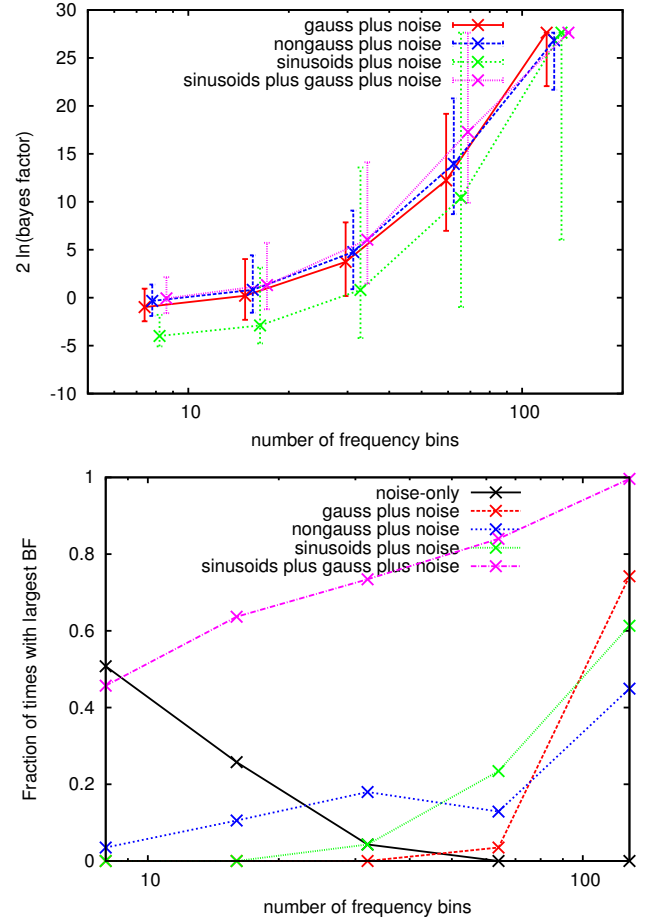 30
25
20
15
10
5
0
-5
-10
2 ln(bayes factor)
gauss plus noise
nongauss plus noise
sinusoids plus noise
sinusoids plus gauss plus noise
10
100
number of frequency bins
1
0.8
0.6
0.4
0.2
0
Fraction of times with largest BF
noise-only
gauss plus noise
nongauss plus noise
sinusoids plus noise
sinusoids plus gauss plus noise
10
100
number of frequency bins